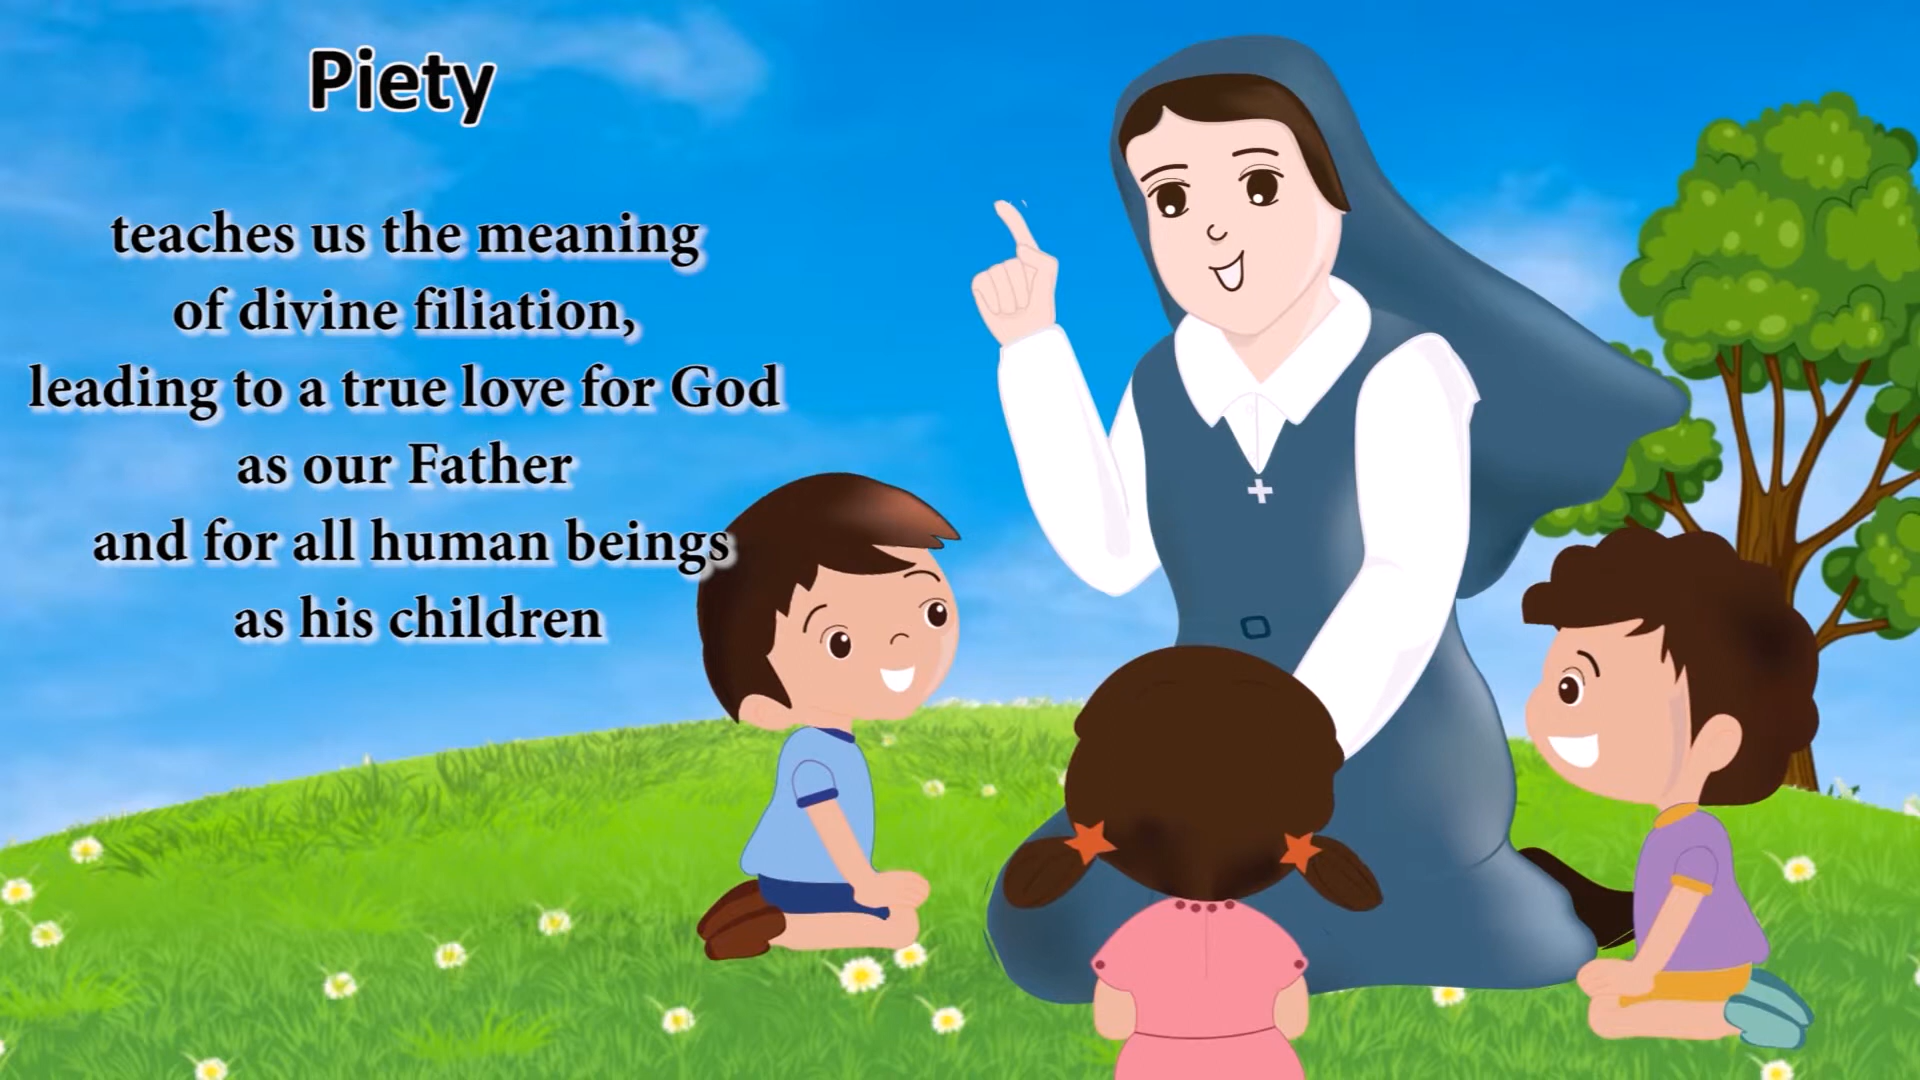 Piety
teaches us the meaning
of divine filiation,
leading to a true love for God
as our Father
and for all human beings
as his children